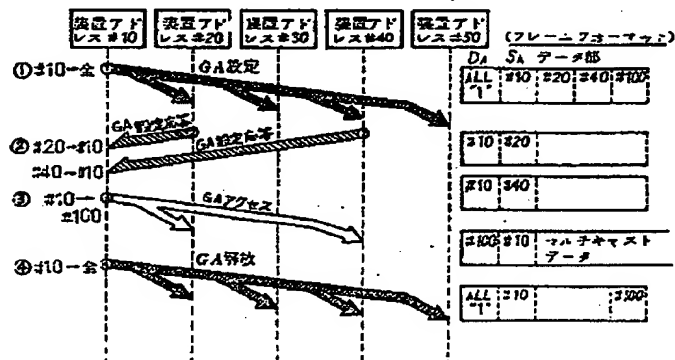 装置アド
レス#10
装置アド
レス#20
装置アド
レス#30
装置アド
レス#40
装置アド
レス#50
(フレームフォーマット)
DA SA データ部
①#10→全
GA設定
ALL "1" #10 #20 #40 #100
GA設定応答
②#20→#10
GA設定応答
#10 #20
#40→#10
#10 #40
③ #10→
#100
GAアクセス
#100 #10 マルチキャスト
データ
④#10→全
GA解放
ALL "1" #10 #100